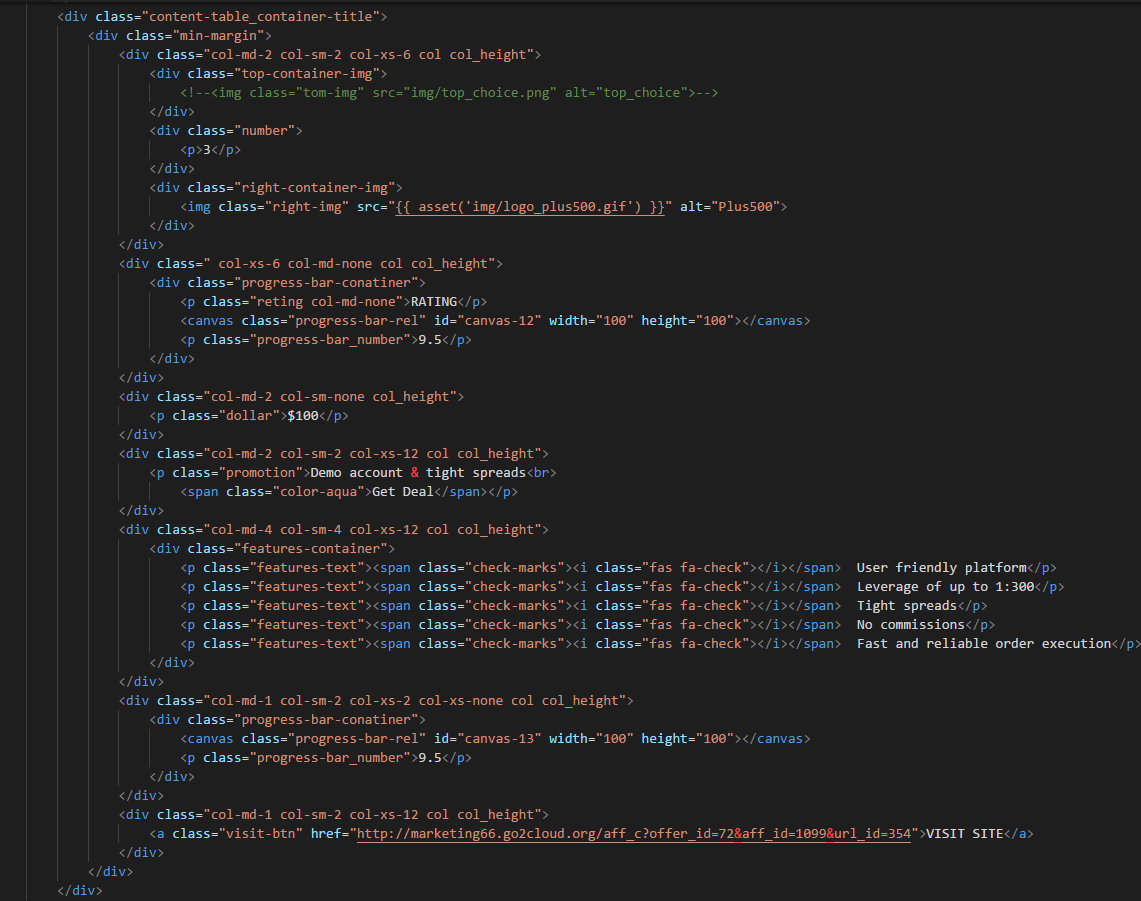 <div class="content-table_container-title">
<div class="min-margin">
<div class="col-md-2 col-sm-2 col-xs-6 col col_height">
<div class="top-container-img">
<!--<img class="tom-img" src="img/top_choice.png" alt="top_choice">-->
</div>
<div class="number">
<p>3</p>
</div>
<div class="right-container-img">
<img class="right-img" src="{{ asset('img/logo_plus500.gif') }}" alt="Plus500">
</div>
</div>
<div class=" col-xs-6 col-md-none col col_height">
<div class="progress-bar-conatiner">
<p class="reting col-md-none">RATING</p>
<canvas class="progress-bar-rel" id="canvas-12" width="100" height="100"></canvas>
<p class="progress-bar_number">9.5</p>
</div>
</div>
<div class="col-md-2 col-sm-none col_height">
<p class="dollar">$100</p>
</div>
<div class="col-md-2 col-sm-2 col-xs-12 col col_height">
<p class="promotion">Demo account & tight spreads<br>
<span class="color-aqua">Get Deal</span></p>
</div>
<div class="col-md-4 col-sm-4 col-xs-12 col col_height">
<div class="features-container">
<p class="features-text"><span class="check-marks"><i class="fas fa-check"></i></span>  User friendly platform</p>
<p class="features-text"><span class="check-marks"><i class="fas fa-check"></i></span>  Leverage of up to 1:300</p>
<p class="features-text"><span class="check-marks"><i class="fas fa-check"></i></span>  Tight spreads</p>
<p class="features-text"><span class="check-marks"><i class="fas fa-check"></i></span>  No commissions</p>
<p class="features-text"><span class="check-marks"><i class="fas fa-check"></i></span>  Fast and reliable order execution</p>
</div>
</div>
<div class="col-md-1 col-sm-2 col-xs-2 col-xs-none col col_height">
<div class="progress-bar-conatiner">
<canvas class="progress-bar-rel" id="canvas-13" width="100" height="100"></canvas>
<p class="progress-bar_number">9.5</p>
</div>
</div>
<div class="col-md-1 col-sm-2 col-xs-12 col col_height">
<a class="visit-btn" href="http://marketing66.go2cloud.org/aff_c?offer_id=72&aff_id=1099&url_id=354">VISIT SITE</a>
</div>
</div>
</div>